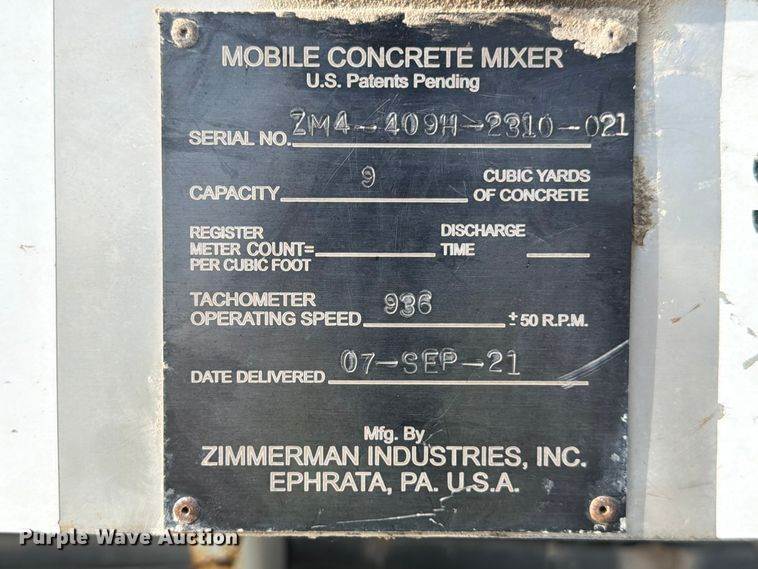 MOBILE CONCRETE MIXER
U.S. Patents Pending
SERIAL NO. ZM4-409H-2310-021
CAPACITY 9 CUBIC YARDS OF CONCRETE
REGISTER METER COUNT= PER CUBIC FOOT DISCHARGE TIME
TACHOMETER OPERATING SPEED 936 ± 50 R.P.M.
DATE DELIVERED 07-SEP-21
Mfg. By
ZIMMERMAN INDUSTRIES, INC.
EPHRATA, PA. U.S.A.
Purple Wave Auction